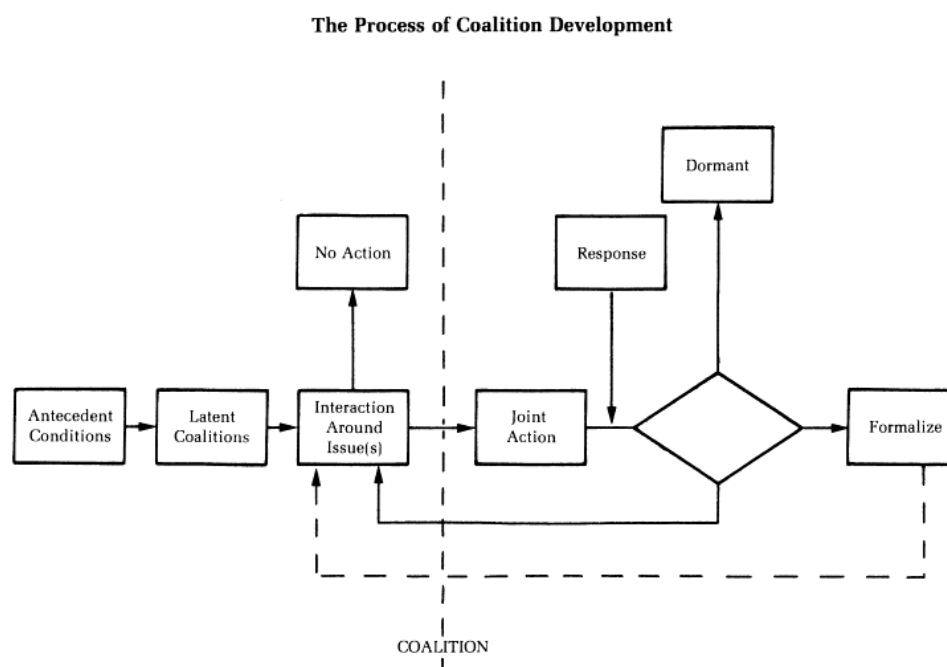 The Process of Coalition Development
Dormant
No Action
Response
Antecedent
Conditions
Latent
Coalitions
Interaction
Around
Issue(s)
Joint
Action
Formalize
COALITION